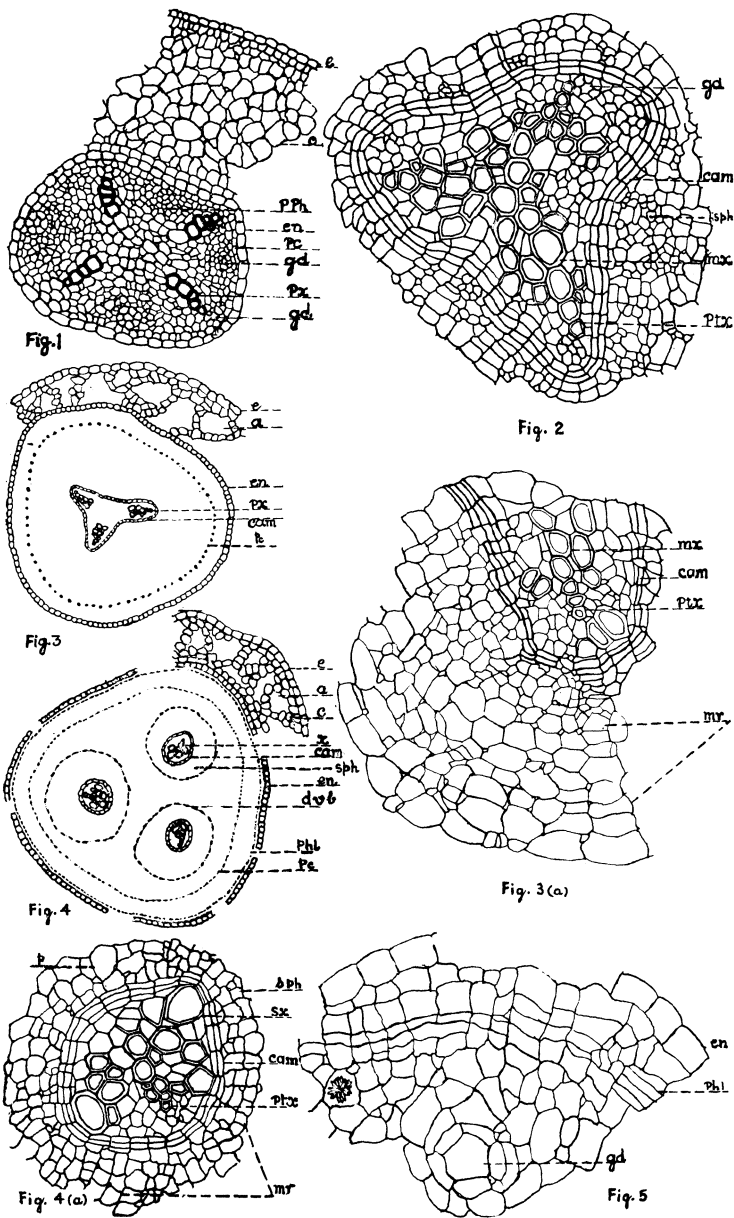 e
a
PPh
en
Pc
gd
Px
gd
Fig.1
gd
cam
sph
mx
Ptx
Fig. 2
e
a
en
px
cam
Fig.3
mx
cam
Ptx
mr
Fig. 3(a)
e
a
c
x
cam
sph
en
dvb
Phl
Pc
Fig. 4
p
sph
sx
cam
Ptx
mr
Fig. 4(a)
en
Phl
gd
Fig. 5